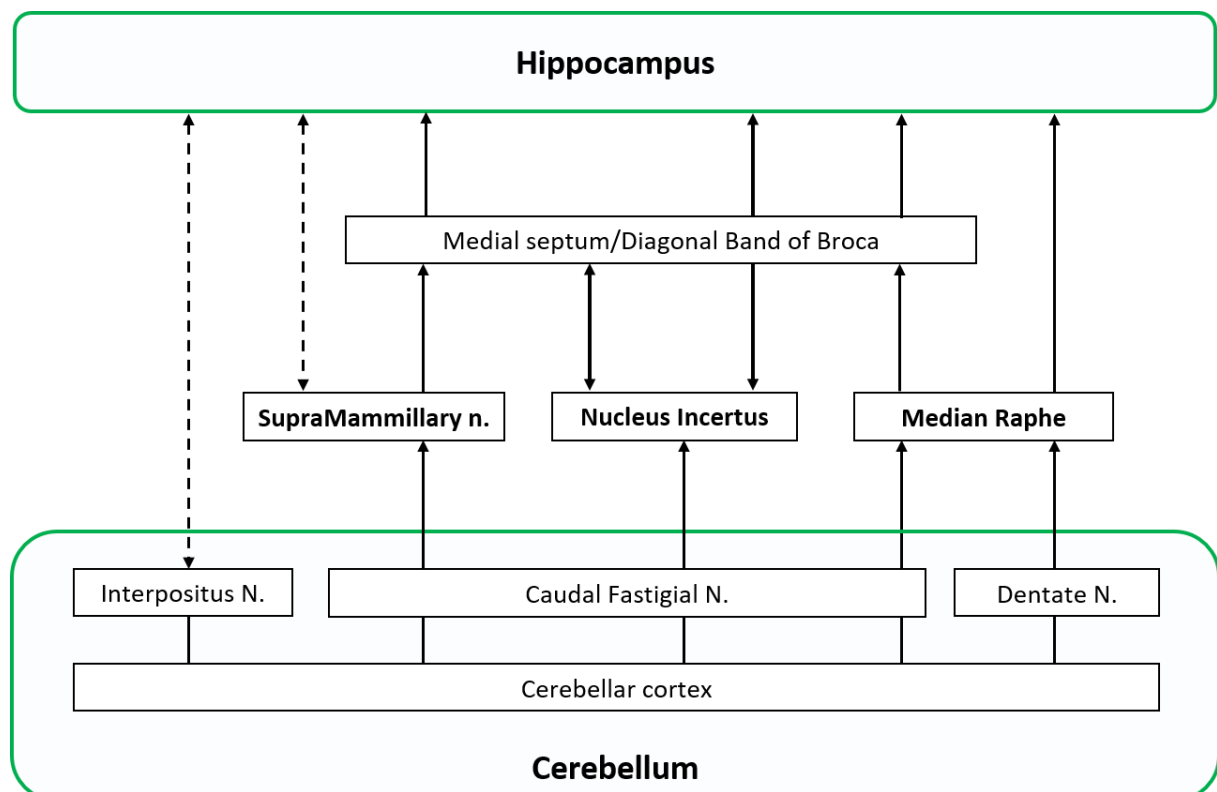 Hippocampus
Medial septum/Diagonal Band of Broca
SupraMammillary n.
Nucleus Incertus
Median Raphe
Interpositus N.
Caudal Fastigial N.
Dentate N.
Cerebellar cortex
Cerebellum